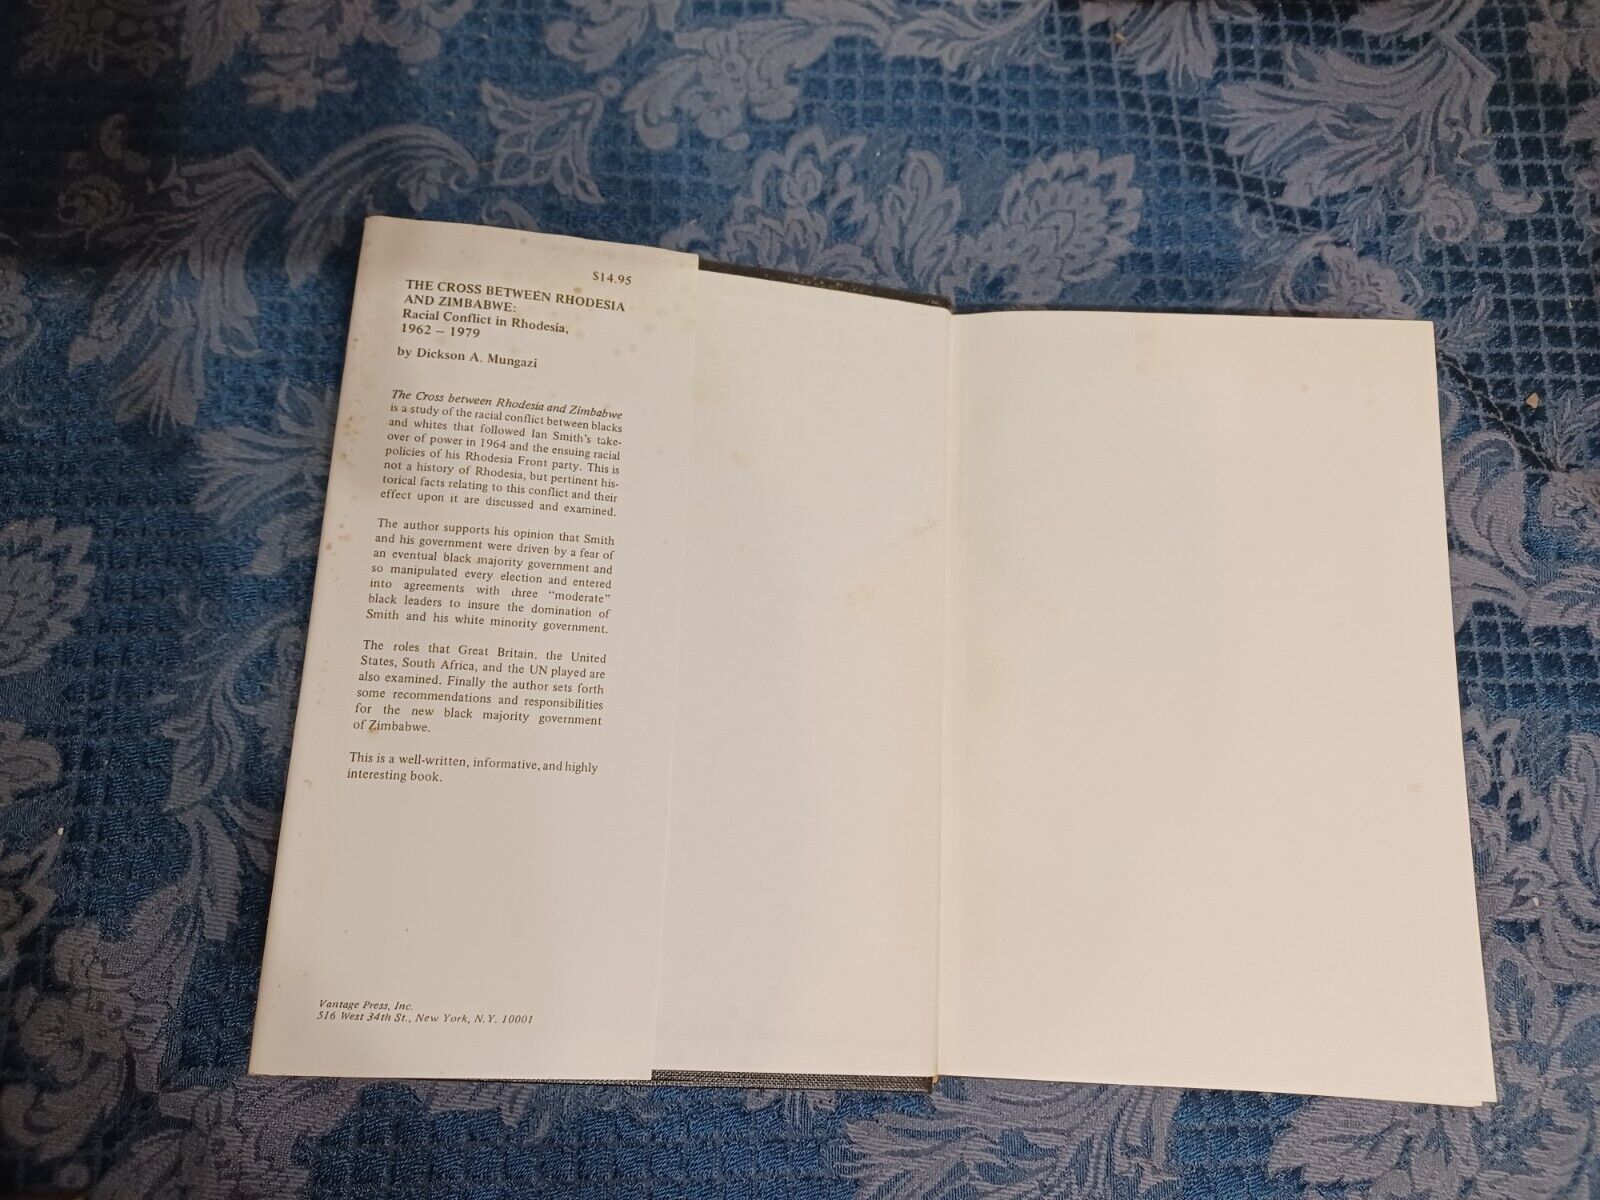 $14.95
THE CROSS BETWEEN RHODESIA
AND ZIMBABWE:
Racial Conflict in Rhodesia,
1962 – 1979
by Dickson A. Mungazi
The Cross between Rhodesia and Zimbabwe
is a study of the racial conflict between blacks
and whites that followed Ian Smith's take-
over of power in 1964 and the ensuing racial
policies of his Rhodesia Front party. This is
not a history of Rhodesia, but pertinent his-
torical facts relating to this conflict and their
effect upon it are discussed and examined.
The author supports his opinion that Smith
and his government were driven by a fear of
an eventual black majority government and
so manipulated every election and entered
into agreements with three "moderate"
black leaders to insure the domination of
Smith and his white minority government.
The roles that Great Britain, the United
States, South Africa, and the UN played are
also examined. Finally the author sets forth
some recommendations and responsibilities
for the new black majority government
of Zimbabwe.
This is a well-written, informative, and highly
interesting book.
Vantage Press, Inc.
516 West 34th St., New York, N.Y. 10001